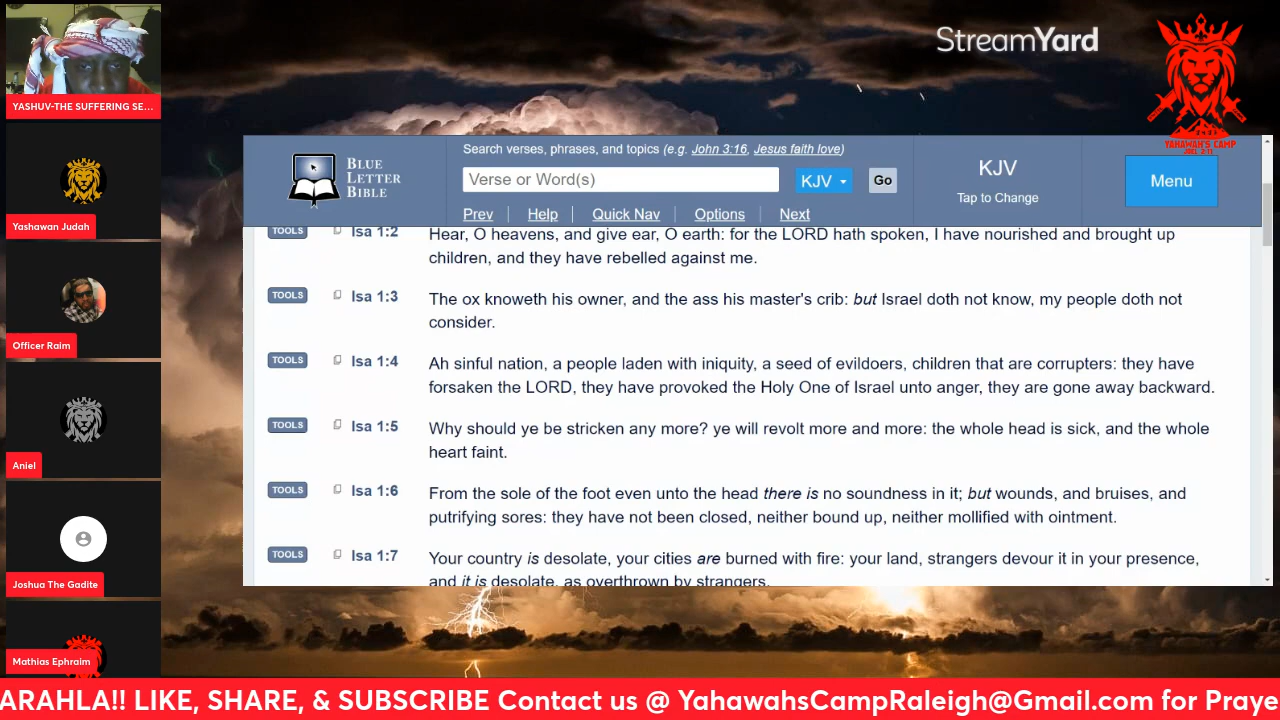 StreamYard
YASHUV-THE SUFFERING SE...
Yashawan Judah
Officer Raim
Aniel
Joshua The Gadite
Mathias Ephraim
YAHAWAH'S CAMP
JOEL 2:11
BLUE
LETTER
BIBLE
Search verses, phrases, and topics (e.g. John 3:16, Jesus faith love)
Verse or Word(s)
KJV
Go
Prev
Help
Quick Nav
Options
Next
KJV
Tap to Change
Menu
TOOLS Isa 1:2 Hear, O heavens, and give ear, O earth: for the LORD hath spoken, I have nourished and brought up
children, and they have rebelled against me.
TOOLS Isa 1:3 The ox knoweth his owner, and the ass his master's crib: but Israel doth not know, my people doth not
consider.
TOOLS Isa 1:4 Ah sinful nation, a people laden with iniquity, a seed of evildoers, children that are corrupters: they have
forsaken the LORD, they have provoked the Holy One of Israel unto anger, they are gone away backward.
TOOLS Isa 1:5 Why should ye be stricken any more? ye will revolt more and more: the whole head is sick, and the whole
heart faint.
TOOLS Isa 1:6 From the sole of the foot even unto the head there is no soundness in it; but wounds, and bruises, and
putrifying sores: they have not been closed, neither bound up, neither mollified with ointment.
TOOLS Isa 1:7 Your country is desolate, your cities are burned with fire: your land, strangers devour it in your presence,
and it is desolate, as overthrown by strangers.
ARAHLA!! LIKE, SHARE, & SUBSCRIBE Contact us @ YahawahsCampRaleigh@Gmail.com for Praye